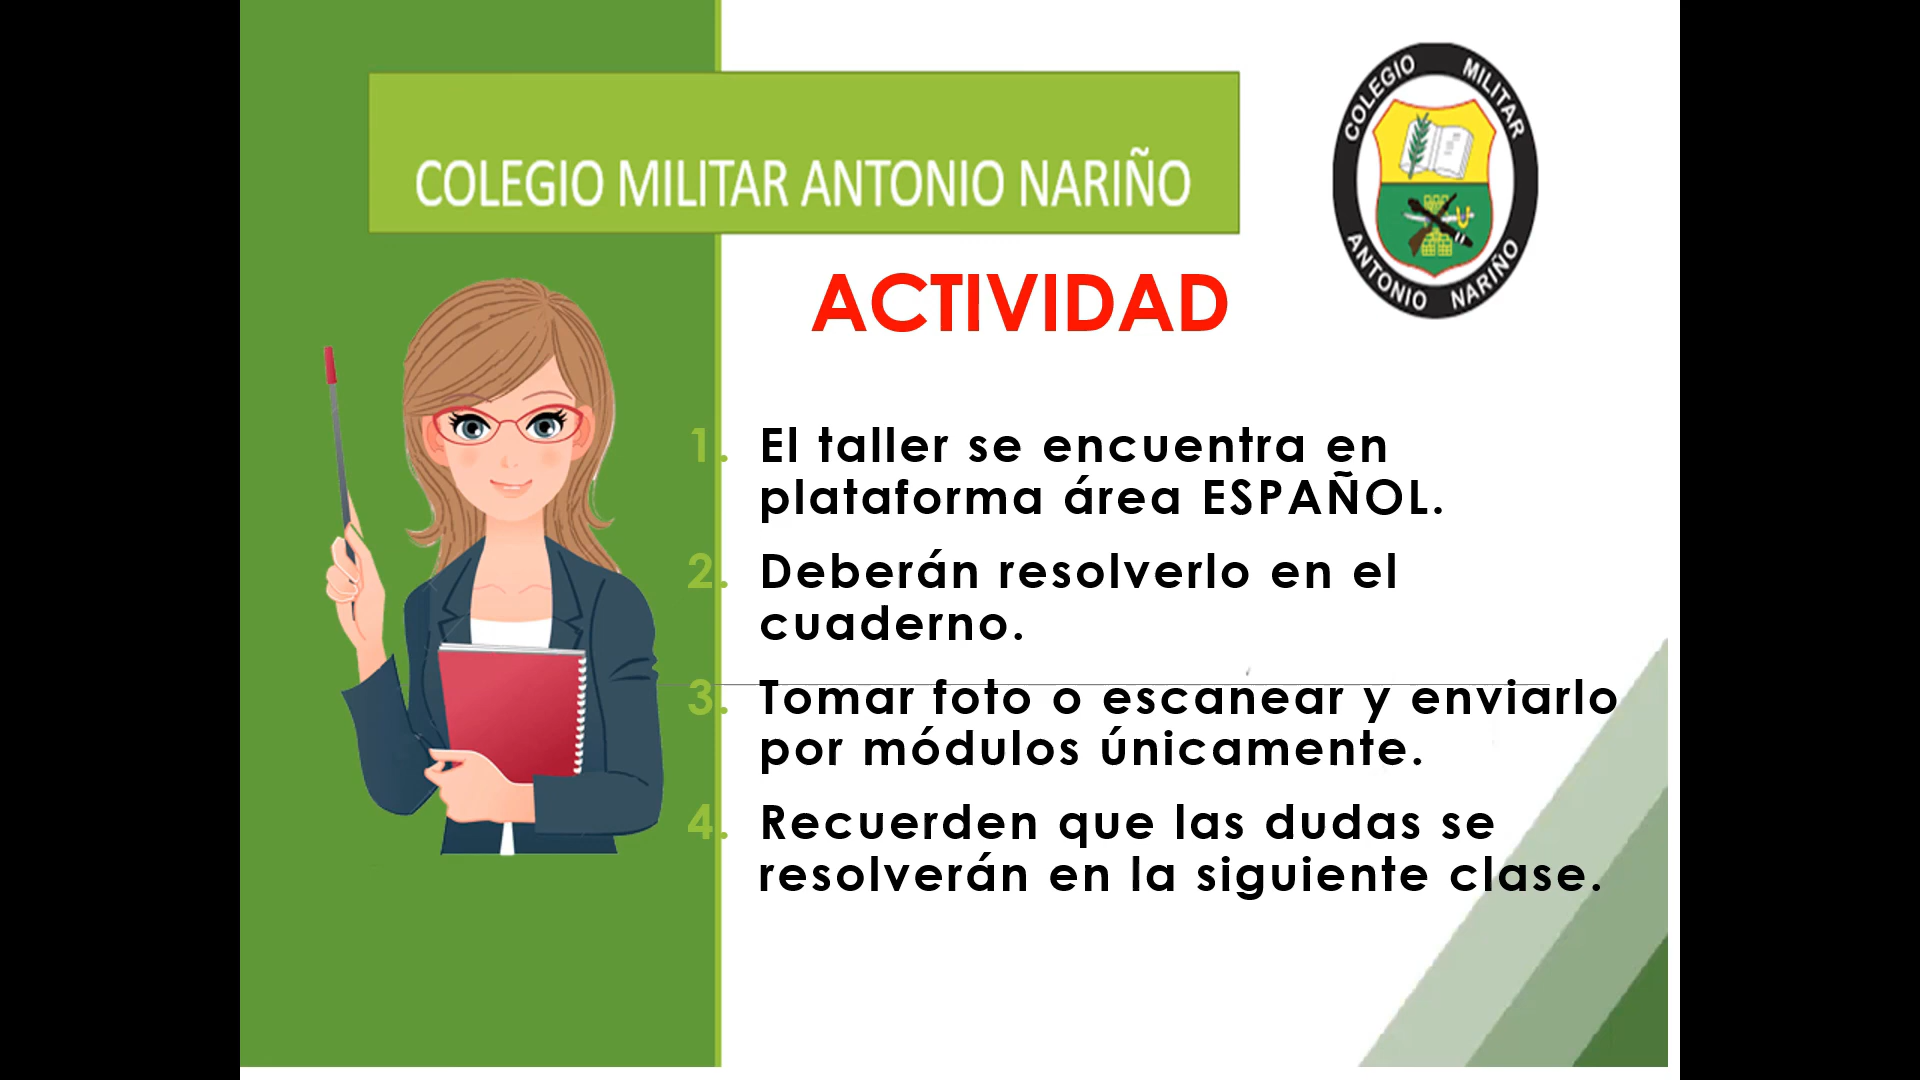 COLEGIO MILITAR ANTONIO NARIÑO
COLEGIO MILITAR
ANTONIO NARIÑO
ACTIVIDAD
1. El taller se encuentra en
plataforma área ESPAÑOL.
2. Deberán resolverlo en el
cuaderno.
3. Tomar foto o escanear y enviarlo
por módulos únicamente.
4. Recuerden que las dudas se
resolverán en la siguiente clase.